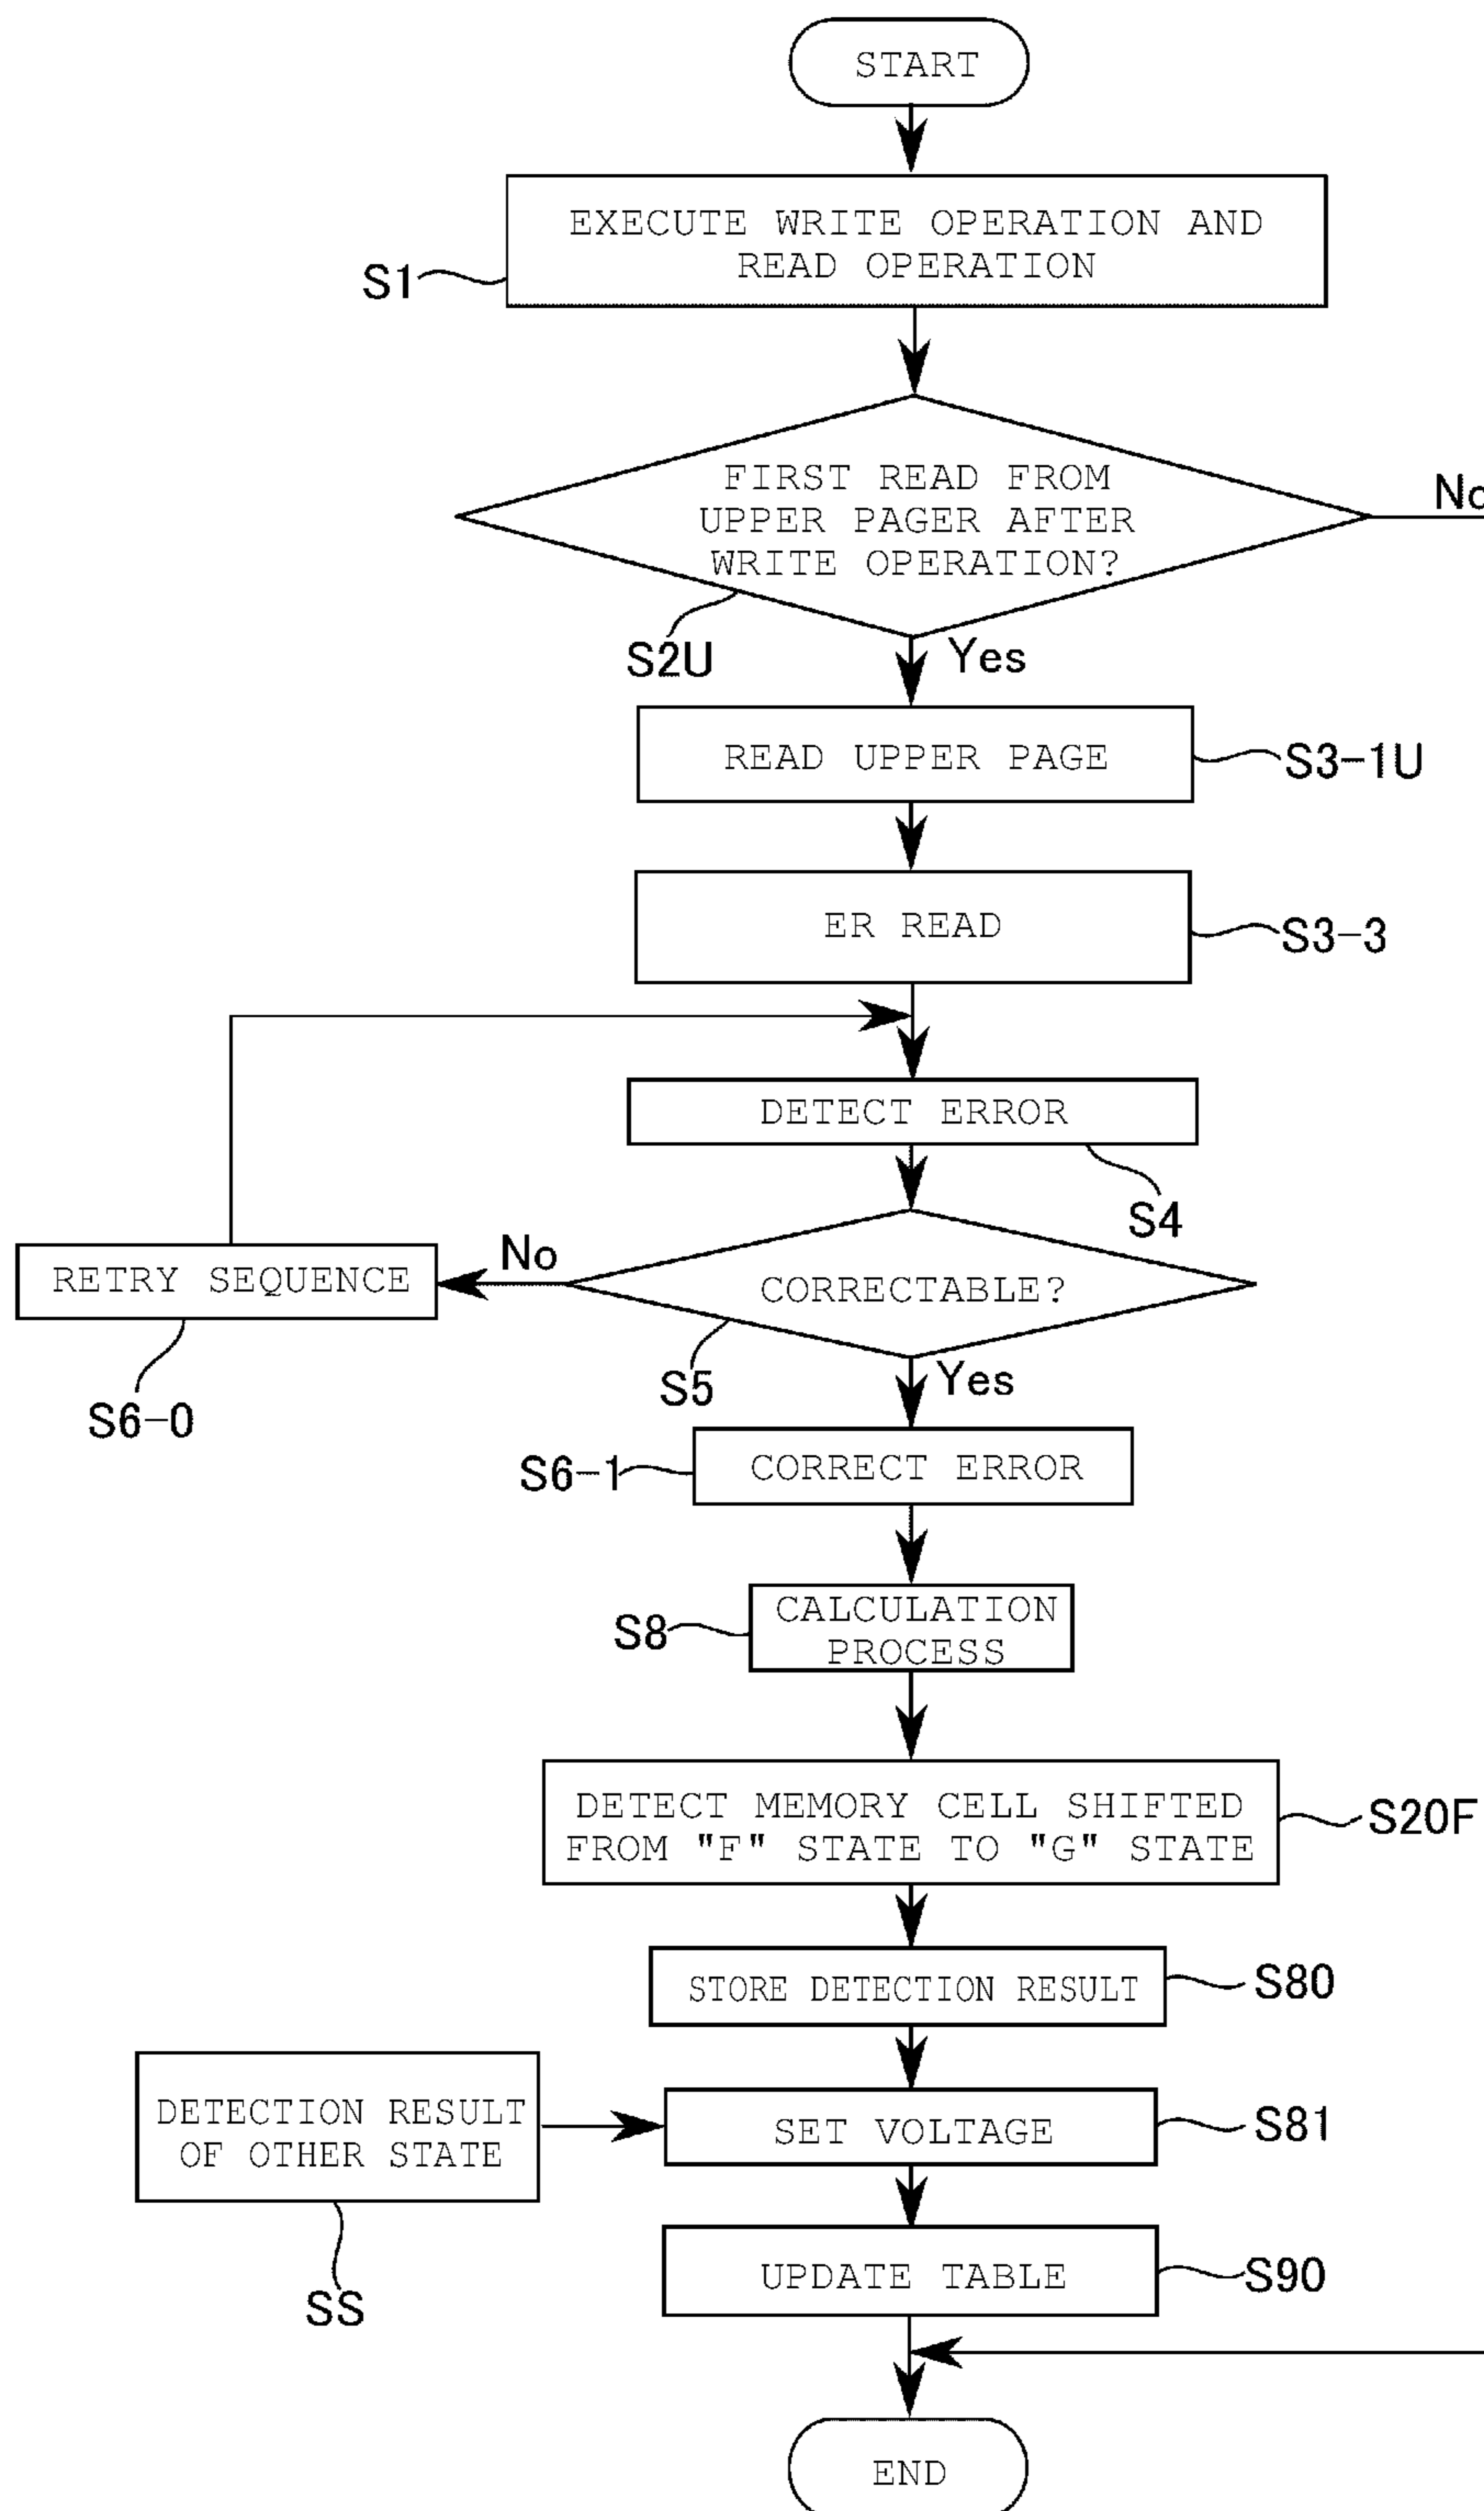 START
EXECUTE WRITE OPERATION AND
READ OPERATION
S1
FIRST READ FROM
UPPER PAGER AFTER
WRITE OPERATION?
No
S2U
Yes
READ UPPER PAGE
S3-1U
ER READ
S3-3
DETECT ERROR
S4
RETRY SEQUENCE
No
CORRECTABLE?
S6-0
S5
Yes
S6-1
CORRECT ERROR
S8
CALCULATION
PROCESS
DETECT MEMORY CELL SHIFTED
FROM "F" STATE TO "G" STATE
S20F
STORE DETECTION RESULT
S80
DETECTION RESULT
OF OTHER STATE
SET VOLTAGE
S81
SS
UPDATE TABLE
S90
END